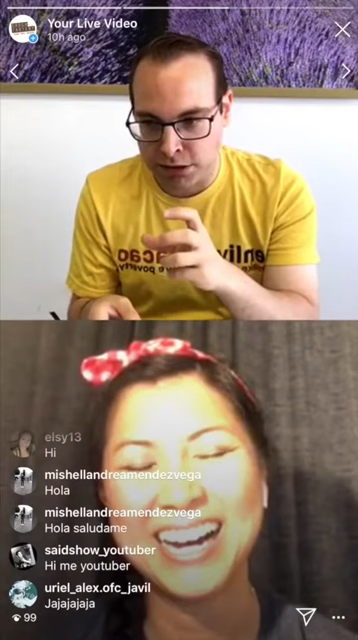 Your Live Video
10h ago
elsy13
Hi
mishellandreamendezvega
Hola
mishellandreamendezvega
Hola saludame
saidshow_youtuber
Hi me youtuber
uriel_alex.ofc_javil
Jajajajaja
99